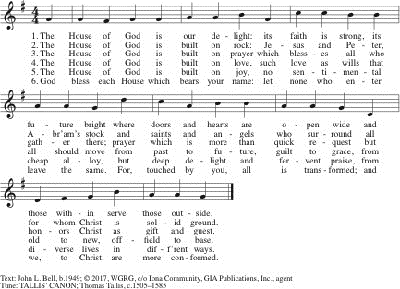 1. The House of God is our delight: its faith is strong, its
2. The House of God is built on rock: Je- sus and Pe- ter,
3. The House of God is built on prayer which bless- es all who
4. The House of God is built on love, such love as wills that
5. The House of God is built on joy, no sen- ti- men- tal
6. God bless each House which bears your name: let none who en- ter
fu- ture bright where doors and hearts are o- pen wide and
A- br'am's stock and saints and an- gels who sur- round all
gath- er there; prayer which is more than quick re- quest but
all should move from past to fu- ture, guilt to grace, from
cheap al- loy, but deep de- light and fer- vent praise, from
leave the same. For, touched by you, all is trans- formed; and
those with- in serve those out- side.
for whom Christ is sol- id ground.
hon- ors Christ as gift and guest.
old to new, off- field to base.
di- verse lives in dif- f'rent ways.
we, to Christ are more con- formed.
Text: John L. Bell, b.1949; © 2017, WGRG, c/o Iona Community, GIA Publications, Inc., agent
Tune: TALLIS' CANON; Thomas Tallis, c.1505–1585